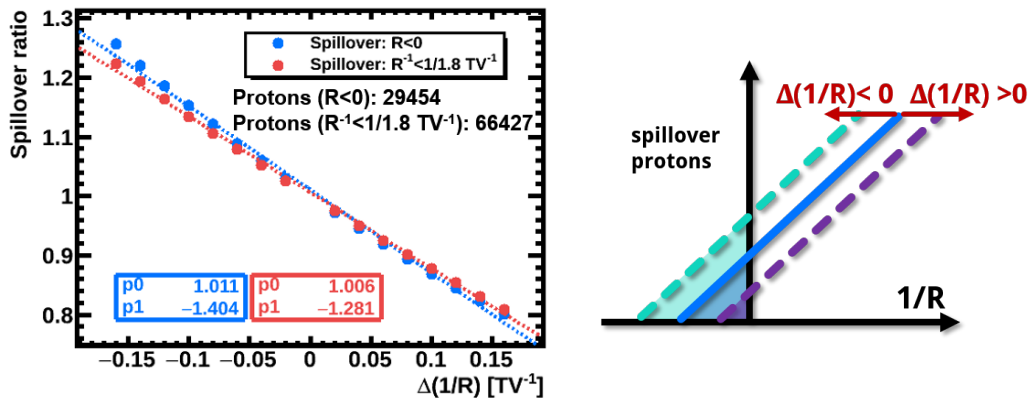 Spillover ratio
1.3
1.2
1.1
1
0.9
0.8
Spillover: R<0
Spillover: R⁻¹<1/1.8 TV⁻¹
Protons (R<0): 29454
Protons (R⁻¹<1/1.8 TV⁻¹): 66427
p0 1.011
p1 −1.404
p0 1.006
p1 −1.281
−0.15 −0.1 −0.05 0 0.05 0.1 0.15
Δ(1/R) [TV⁻¹]
Δ(1/R)< 0 Δ(1/R) >0
spillover
protons
1/R